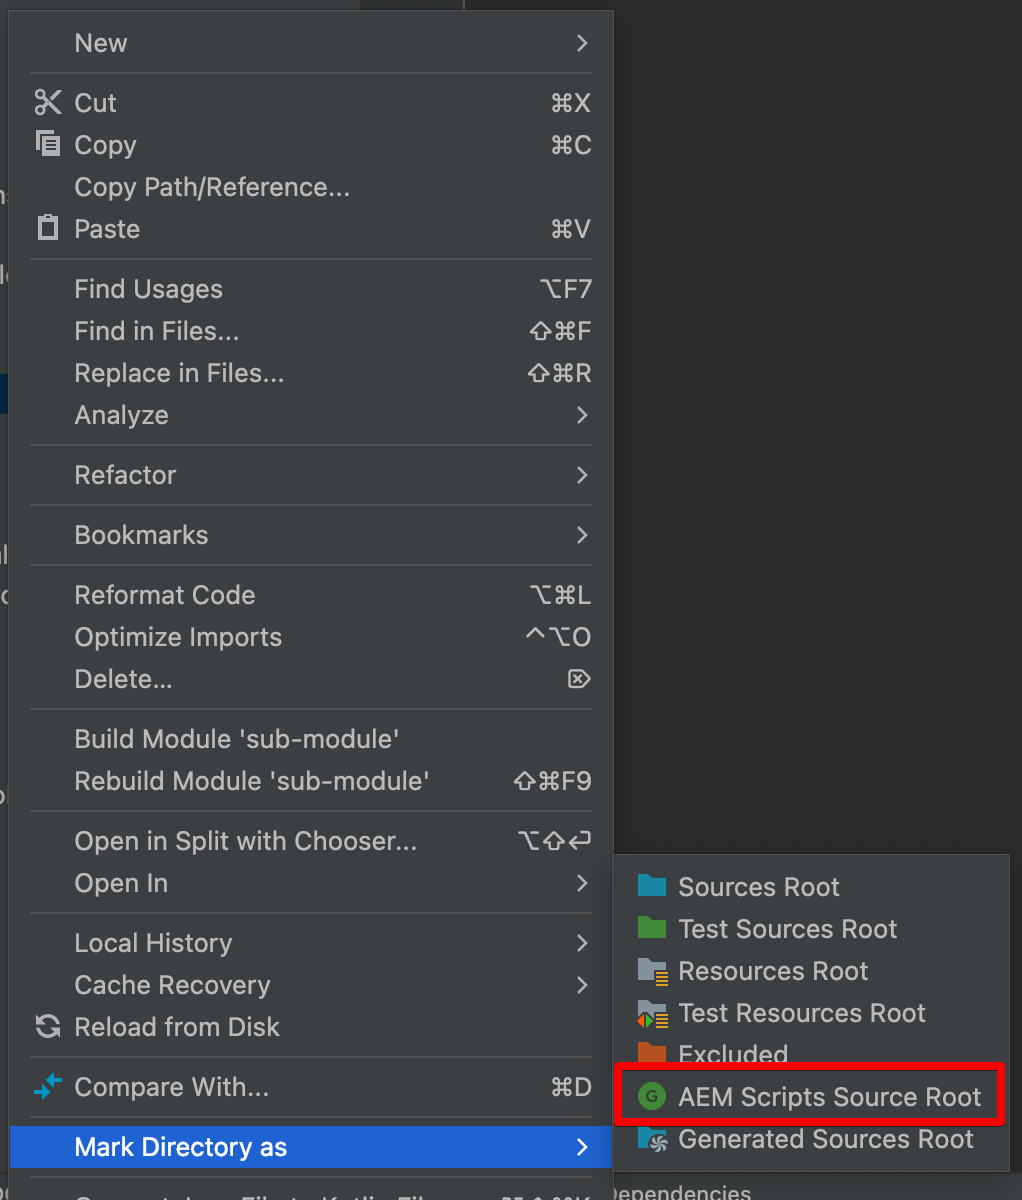 New
Cut ⌘X
Copy ⌘C
Copy Path/Reference...
Paste ⌘V
Find Usages ⌥F7
Find in Files... ⇧⌘F
Replace in Files... ⇧⌘R
Analyze
Refactor
Bookmarks
Reformat Code ⌥⌘L
Optimize Imports ^⌥O
Delete... ⌦
Build Module 'sub-module'
Rebuild Module 'sub-module' ⇧⌘F9
Open in Split with Chooser... ⌥⇧↩
Open In
Local History
Cache Recovery
Reload from Disk
Compare With... ⌘D
Mark Directory as
Sources Root
Test Sources Root
Resources Root
Test Resources Root
Excluded
G AEM Scripts Source Root
Generated Sources Root
Dependencies